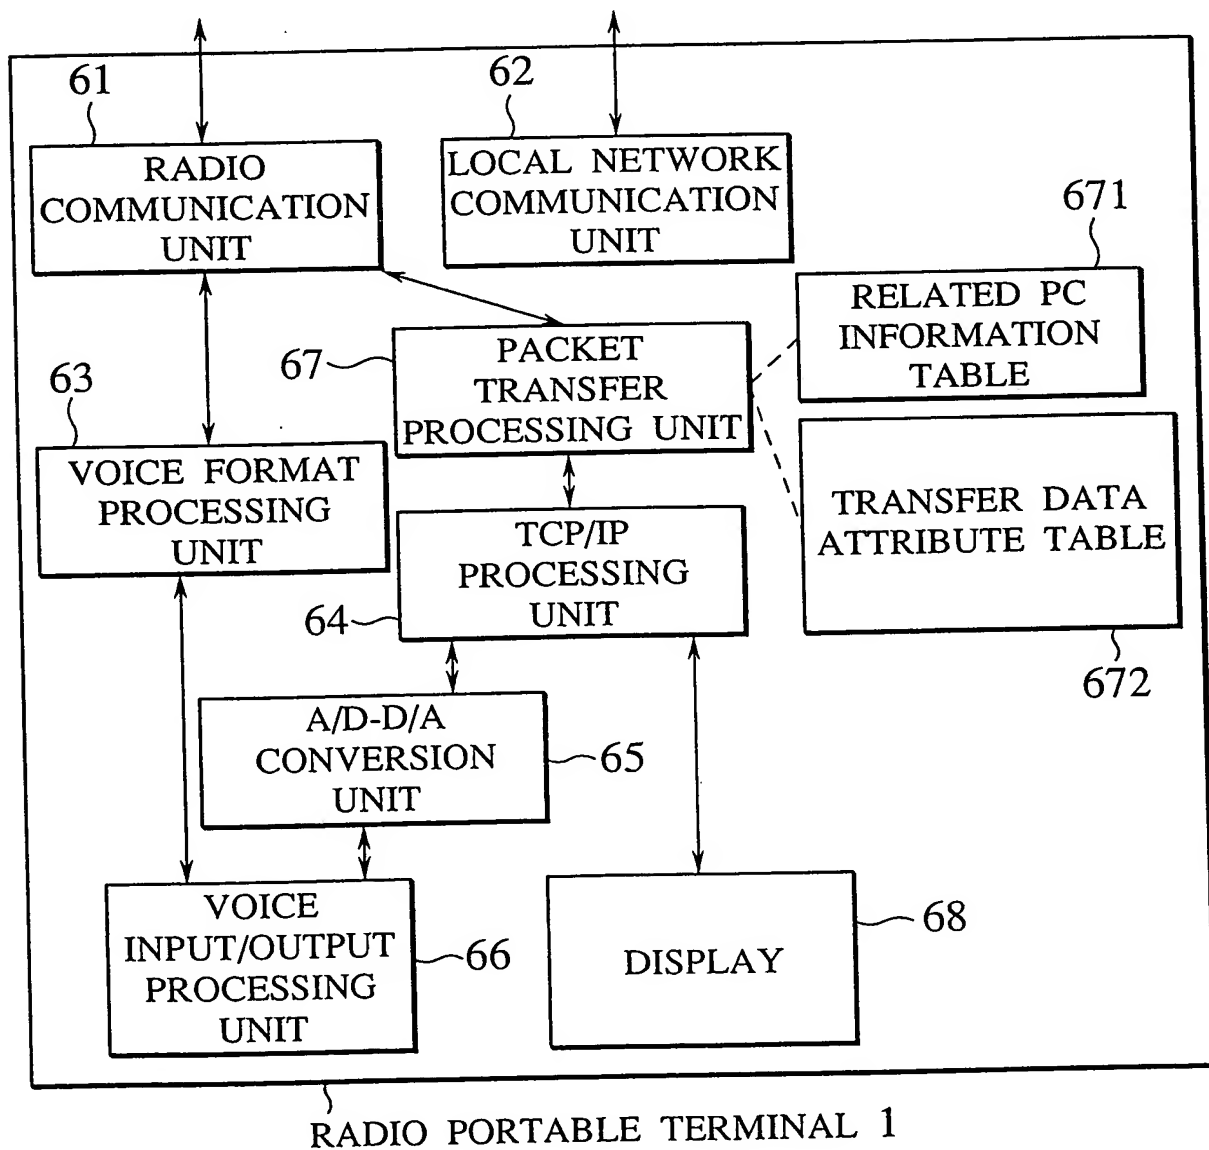 61
62
RADIO
COMMUNICATION
UNIT
LOCAL NETWORK
COMMUNICATION
UNIT
671
RELATED PC
INFORMATION
TABLE
67
PACKET
TRANSFER
PROCESSING UNIT
63
VOICE FORMAT
PROCESSING
UNIT
TRANSFER DATA
ATTRIBUTE TABLE
672
TCP/IP
PROCESSING
UNIT
64
A/D-D/A
CONVERSION
UNIT
65
VOICE
INPUT/OUTPUT
PROCESSING
UNIT
66
DISPLAY
68
RADIO PORTABLE TERMINAL 1